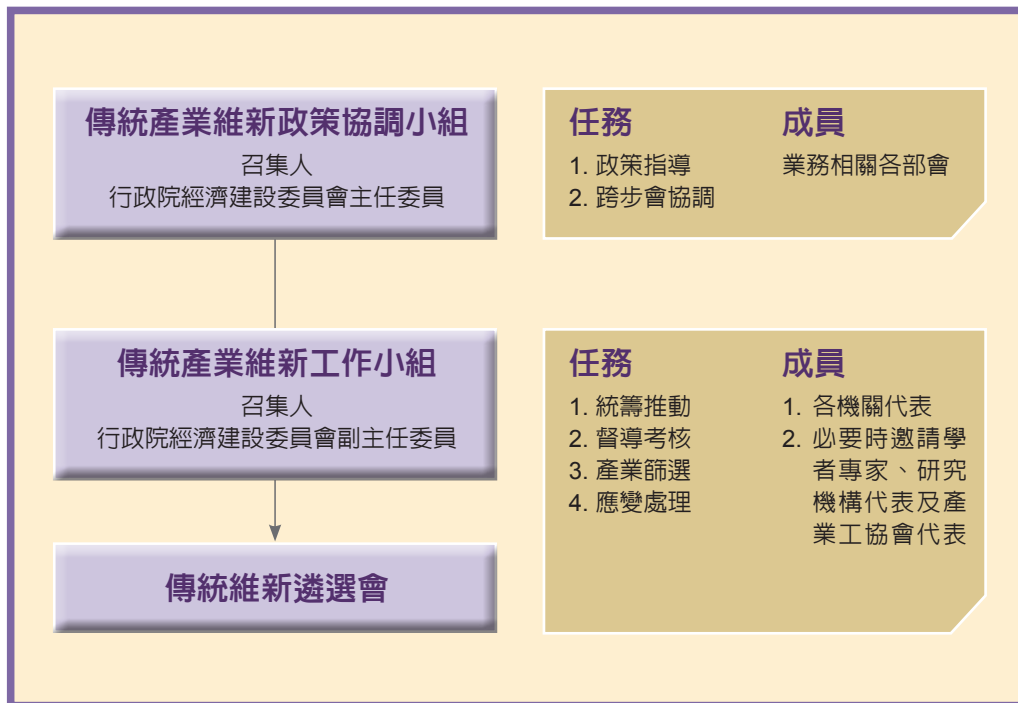 傳統產業維新政策協調小組
召集人
行政院經濟建設委員會主任委員
任務
1. 政策指導
2. 跨步會協調
成員
業務相關各部會
傳統產業維新工作小組
召集人
行政院經濟建設委員會副主任委員
任務
1. 統籌推動
2. 督導考核
3. 產業篩選
4. 應變處理
成員
1. 各機關代表
2. 必要時邀請學
者專家、研究
機構代表及產
業工協會代表
傳統維新遴選會